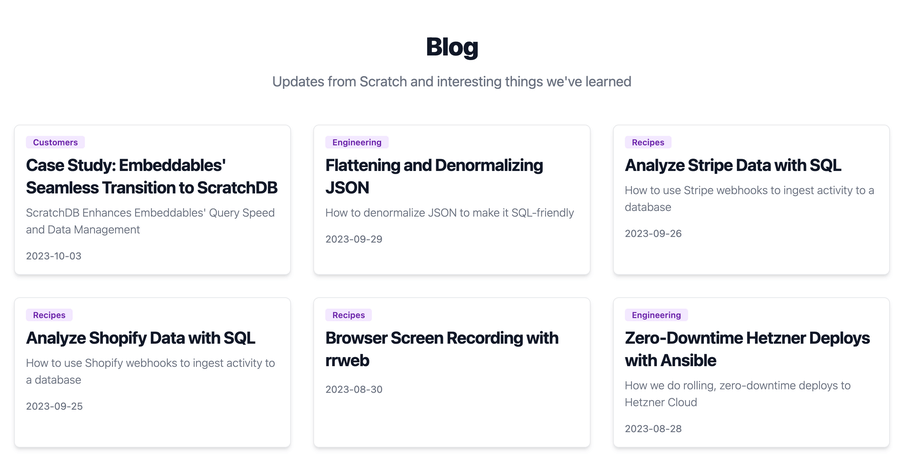 Blog
Updates from Scratch and interesting things we've learned
Customers
Case Study: Embeddables'
Seamless Transition to ScratchDB
ScratchDB Enhances Embeddables' Query Speed
and Data Management
2023-10-03
Engineering
Flattening and Denormalizing
JSON
How to denormalize JSON to make it SQL-friendly
2023-09-29
Recipes
Analyze Stripe Data with SQL
How to use Stripe webhooks to ingest activity to a
database
2023-09-26
Recipes
Analyze Shopify Data with SQL
How to use Shopify webhooks to ingest activity to
a database
2023-09-25
Recipes
Browser Screen Recording with
rrweb
2023-08-30
Engineering
Zero-Downtime Hetzner Deploys
with Ansible
How we do rolling, zero-downtime deploys to
Hetzner Cloud
2023-08-28